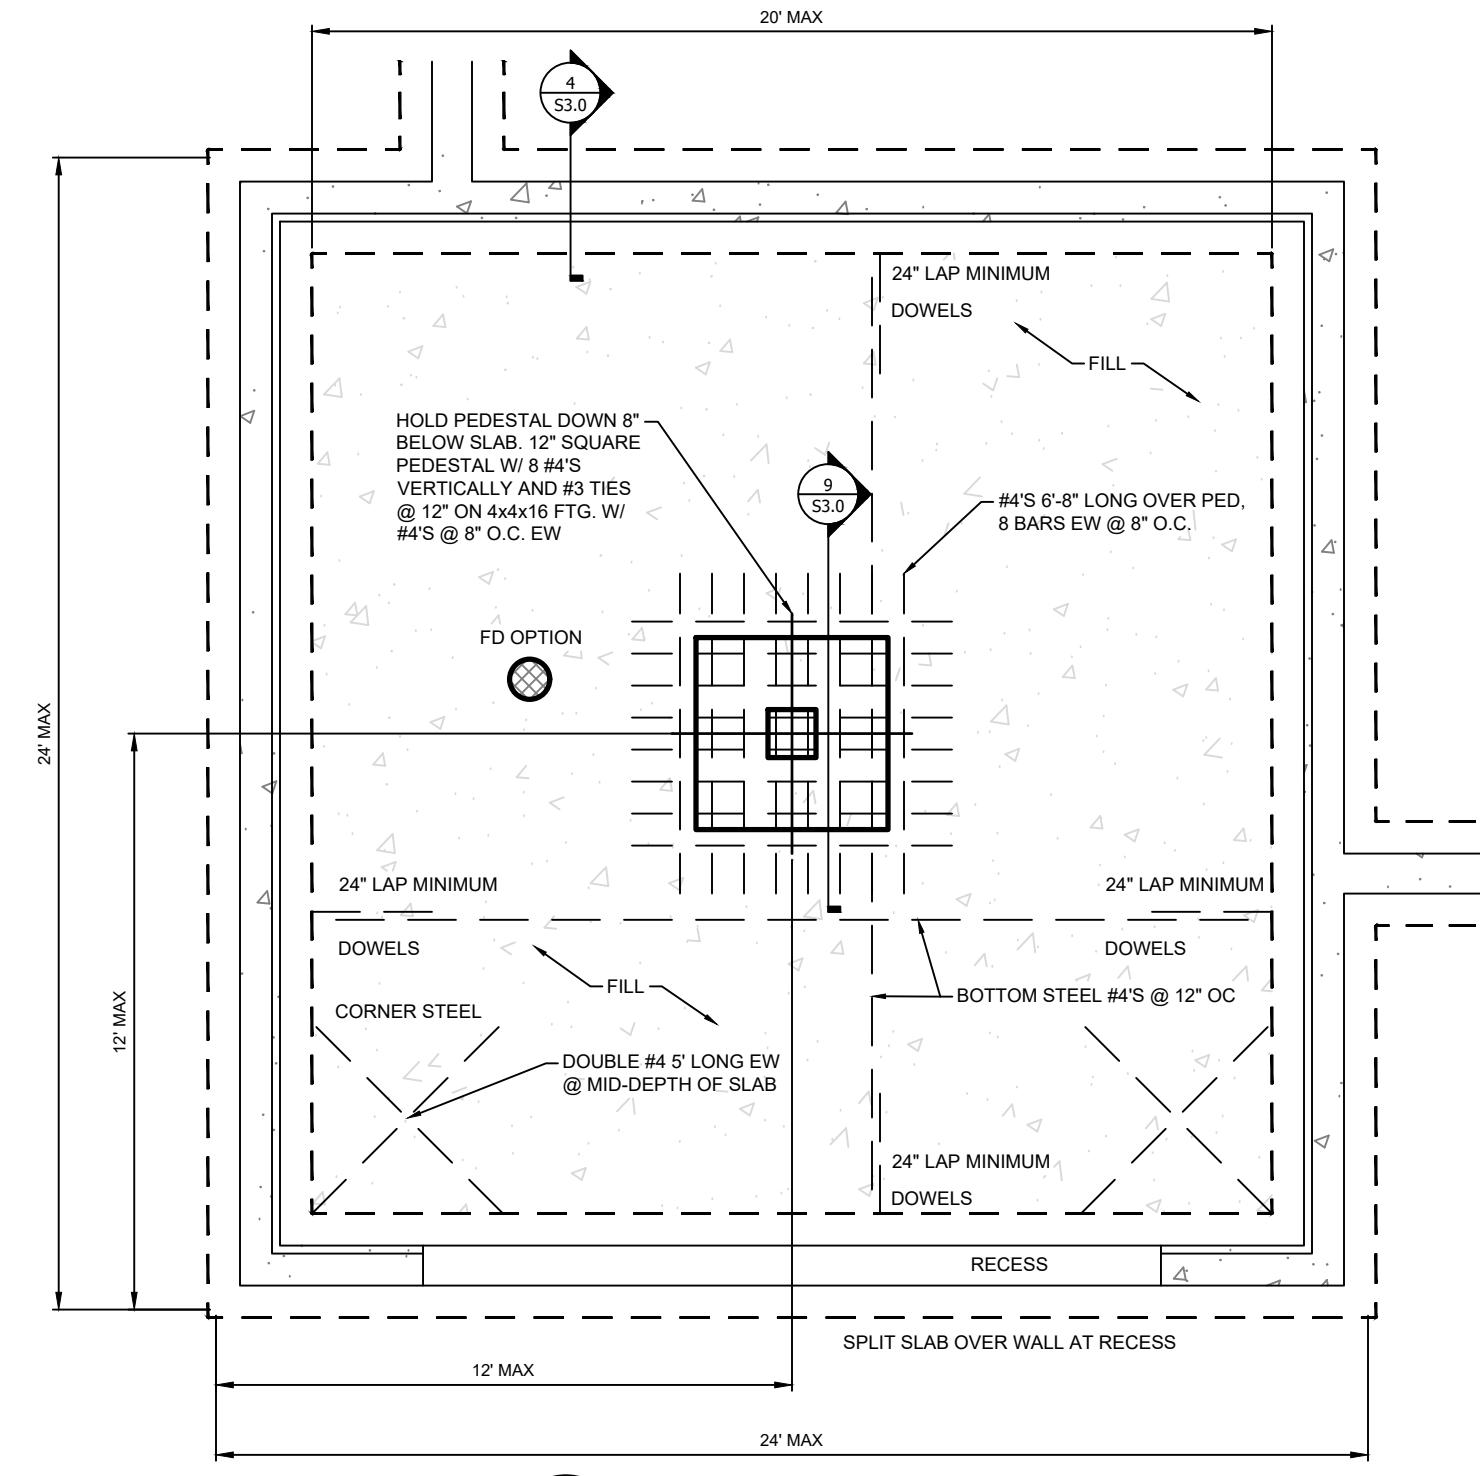 20' MAX
4
S3.0
24" LAP MINIMUM
DOWELS
FILL
HOLD PEDESTAL DOWN 8"
BELOW SLAB. 12" SQUARE
PEDESTAL W/ 8 #4'S
VERTICALLY AND #3 TIES
@ 12" ON 4x4x16 FTG. W/
#4'S @ 8" O.C. EW
9
S3.0
#4'S 6'-8" LONG OVER PED,
8 BARS EW @ 8" O.C.
FD OPTION
24' MAX
12' MAX
24" LAP MINIMUM
24" LAP MINIMUM
DOWELS
DOWELS
FILL
BOTTOM STEEL #4'S @ 12" OC
CORNER STEEL
DOUBLE #4 5' LONG EW
@ MID-DEPTH OF SLAB
24" LAP MINIMUM
DOWELS
RECESS
SPLIT SLAB OVER WALL AT RECESS
12' MAX
24' MAX